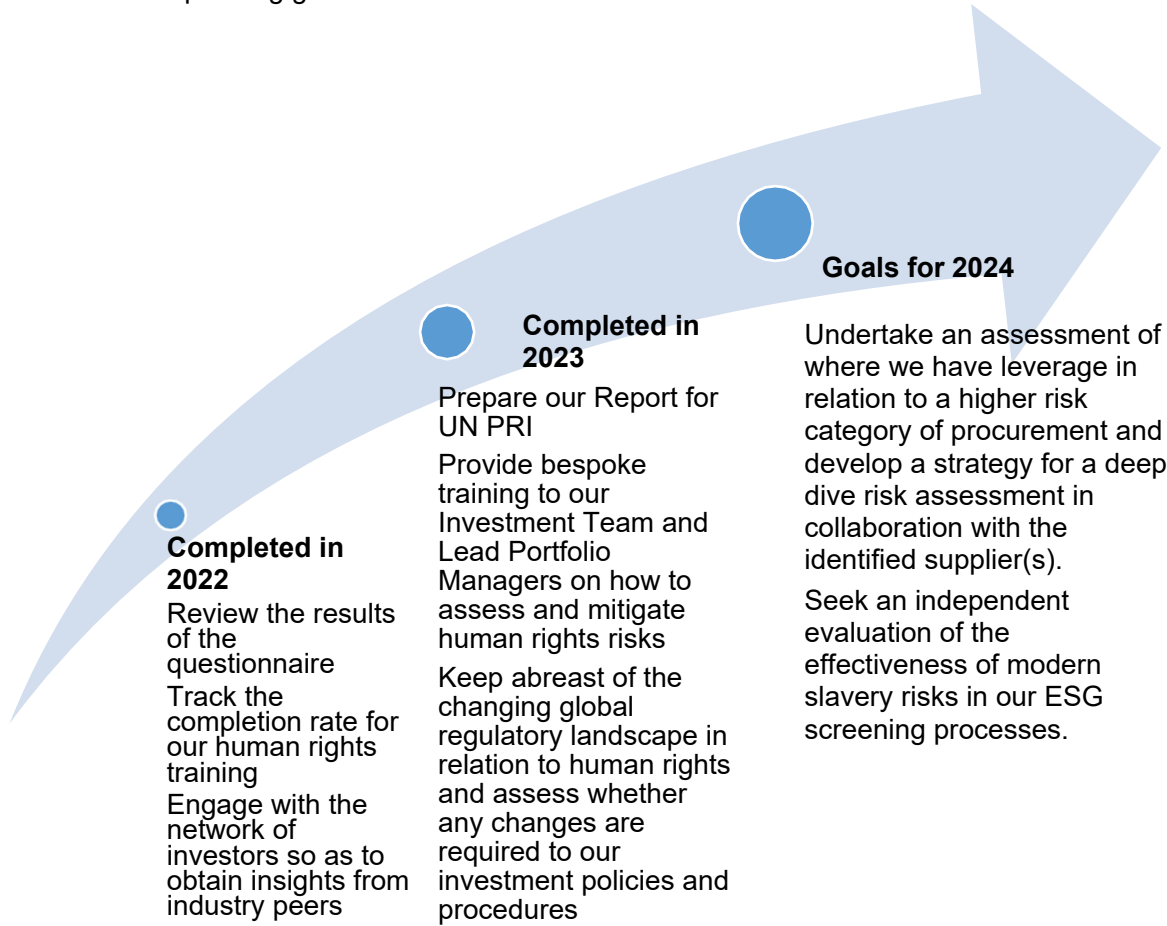 Completed in
2022
Review the results
of the
questionnaire
Track the
completion rate for
our human rights
training
Engage with the
network of
investors so as to
obtain insights from
industry peers
Completed in
2023
Prepare our Report for
UN PRI
Provide bespoke
training to our
Investment Team and
Lead Portfolio
Managers on how to
assess and mitigate
human rights risks
Keep abreast of the
changing global
regulatory landscape in
relation to human rights
and assess whether
any changes are
required to our
investment policies and
procedures
Goals for 2024
Undertake an assessment of
where we have leverage in
relation to a higher risk
category of procurement and
develop a strategy for a deep
dive risk assessment in
collaboration with the
identified supplier(s).
Seek an independent
evaluation of the
effectiveness of modern
slavery risks in our ESG
screening processes.